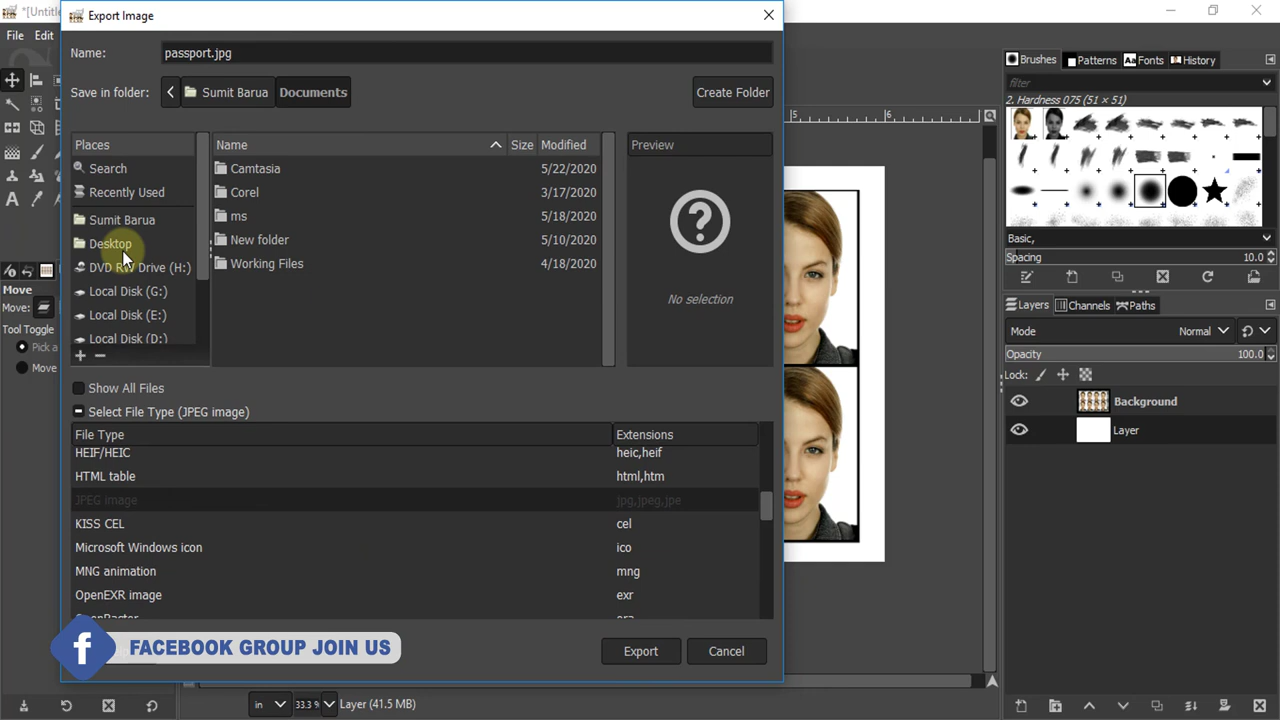 *[Untitl
Export Image
File Edit
Name: passport.jpg
Save in folder: Sumit Barua Documents Create Folder
Places
Search
Recently Used
Sumit Barua
Desktop
DVD RW Drive (H:)
Local Disk (G:)
Local Disk (E:)
Local Disk (D:)
Name Size Modified
Camtasia 5/22/2020
Corel 3/17/2020
ms 5/18/2020
New folder 5/10/2020
Working Files 4/18/2020
Preview
?
No selection
Show All Files
Select File Type (JPEG image)
File Type Extensions
HEIF/HEIC heic,heif
HTML table html,htm
JPEG image jpg,jpeg,jpe
KISS CEL cel
Microsoft Windows icon ico
MNG animation mng
OpenEXR image exr
OpenRaster ora
f FACEBOOK GROUP JOIN US
Export Cancel
Move
Move:
Tool Toggle
Pick a
Move
5 6
Brushes Patterns Fonts History
filter
2. Hardness 075 (51 × 51)
Basic,
Spacing 10.0
Layers Channels Paths
Mode Normal
Opacity 100.0
Lock:
Background
Layer
in 33.3 % Layer (41.5 MB)